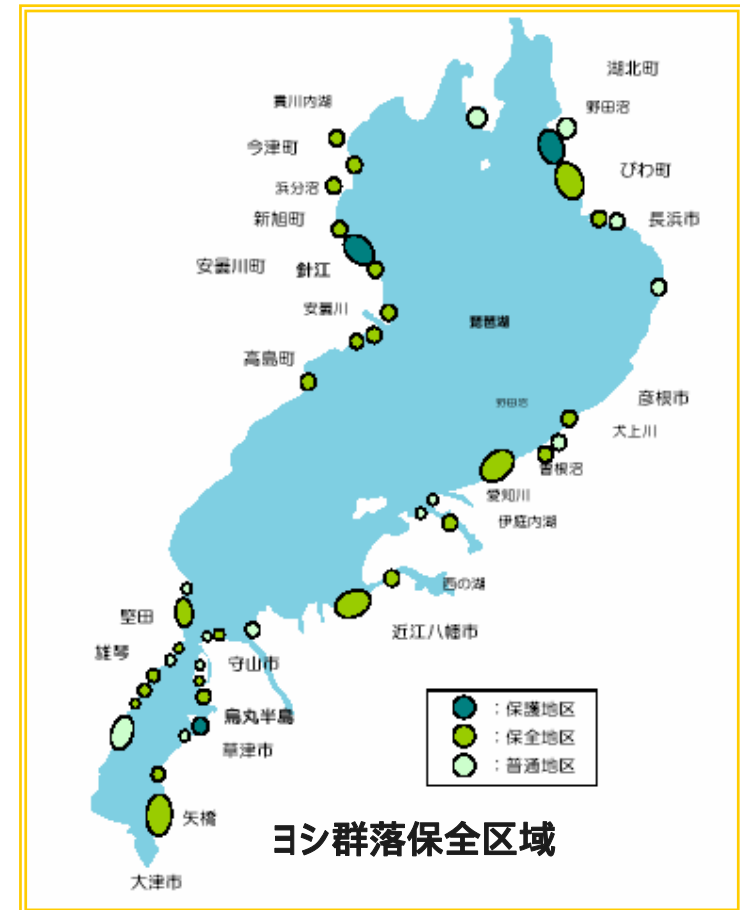 湖北町
野田沼
貫川内湖
今津町
びわ町
浜分沼
新旭町
長浜市
安曇川町
針江
安曇川
琵琶湖
高島町
野田沼
彦根市
犬上川
曽根沼
愛知川
伊庭内湖
西の湖
堅田
近江八幡市
雄琴
守山市
烏丸半島
草津市
：保護地区
：保全地区
：普通地区
矢橋
ヨシ群落保全区域
大津市